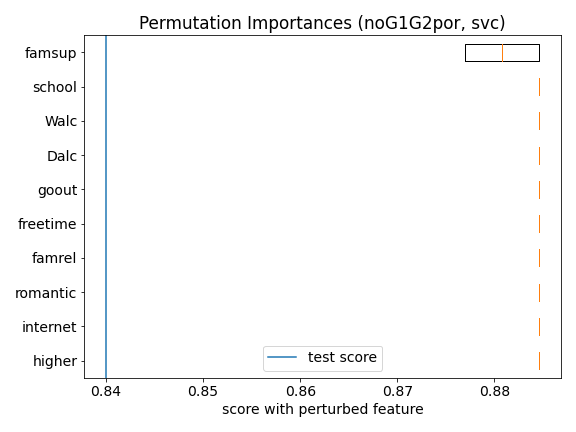 Permutation Importances (noG1G2por, svc)
famsup
school
Walc
Dalc
goout
freetime
famrel
romantic
internet
higher
test score
0.84 0.85 0.86 0.87 0.88
score with perturbed feature